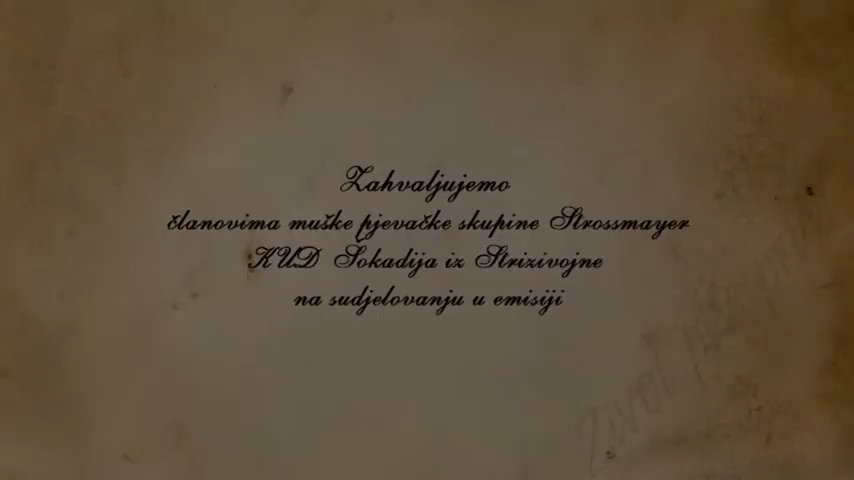 Zahvaljujemo
članovima muške pjevačke skupine Strossmayer
KUD Šokadija iz Strizivojne
na sudjelovanju u emisiji